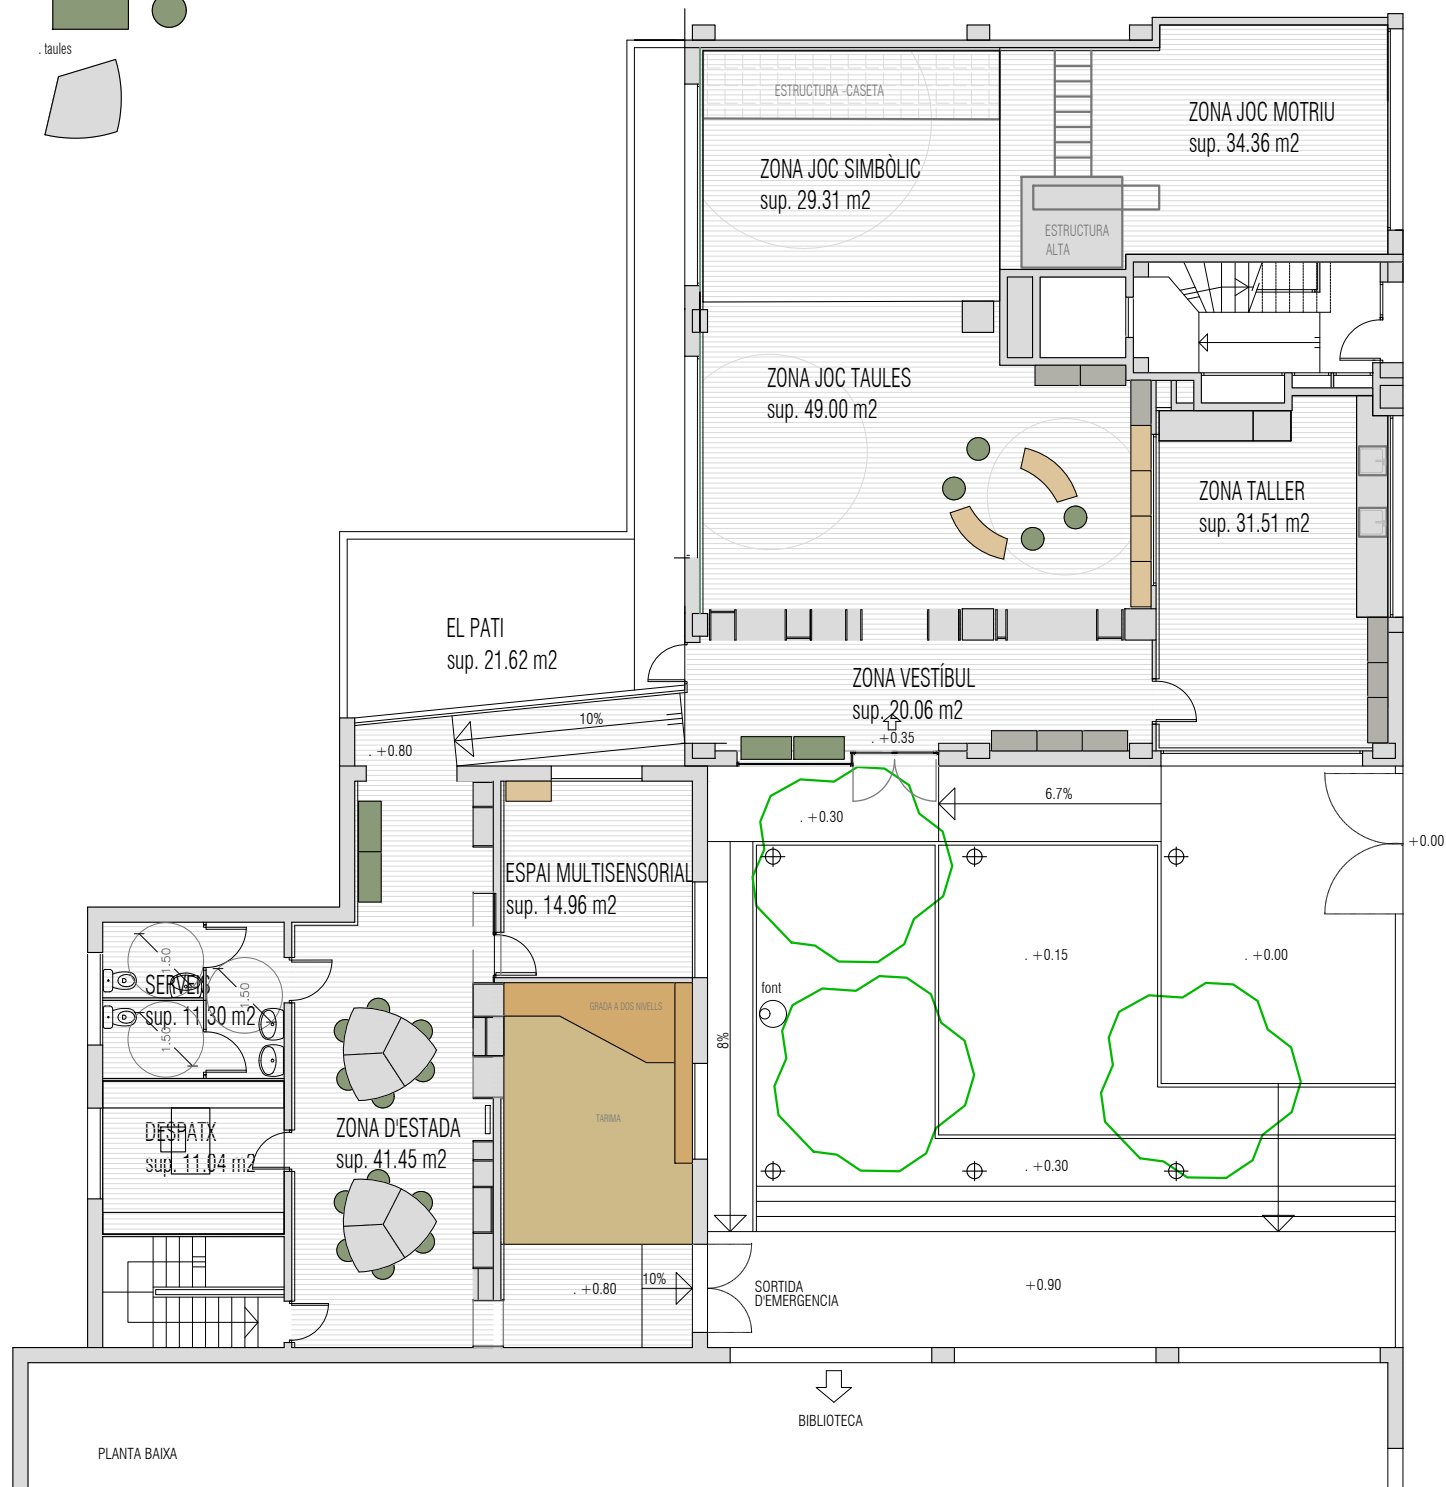 . taules
ESTRUCTURA -CASETA
ZONA JOC MOTRIU
sup. 34.36 m2
ZONA JOC SIMBÒLIC
sup. 29.31 m2
ESTRUCTURA
ALTA
ZONA JOC TAULES
sup. 49.00 m2
ZONA TALLER
sup. 31.51 m2
EL PATI
sup. 21.62 m2
ZONA VESTÍBUL
sup. 20.06 m2
10%
. +0.80
. +0.35
6.7%
. +0.30
+0.00
ESPAI MULTISENSORIAL
sup. 14.96 m2
. +0.15
. +0.00
1.50
SERVEIS
sup. 11.30 m2
1.50
1.50
font
GRADA A DOS NIVELLS
8%
TARIMA
DESPATX
sup. 11.04 m2
ZONA D'ESTADA
sup. 41.45 m2
. +0.30
. +0.80
10%
SORTIDA
D'EMERGENCIA
+0.90
BIBLIOTECA
PLANTA BAIXA